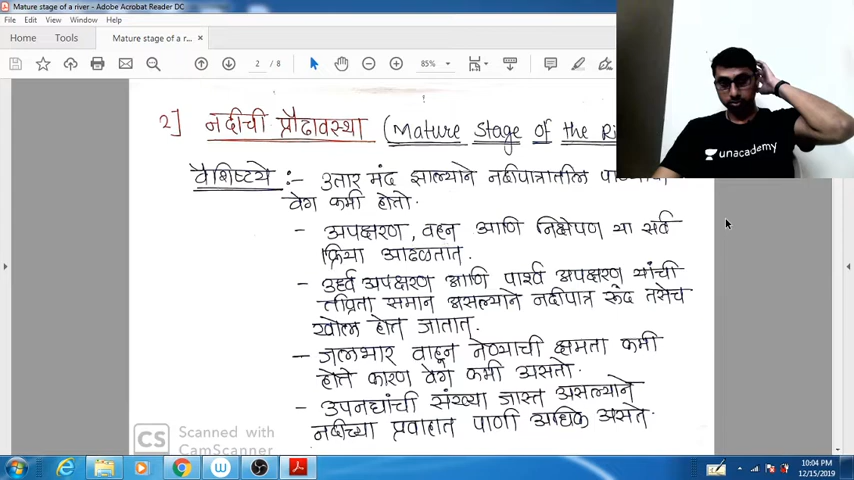 Mature stage of a river - Adobe Acrobat Reader DC
File Edit View Window Help
Home Tools Mature stage of a r... ×
2 / 8 85%
2] नदीची प्रौढावस्था (Mature Stage of the Ri
वैशिष्टये :- उतार मंद झाल्याने नदीपात्रातील
वेग कमी होतो.
- अपक्षरण, वहन आणि निक्षेपण या सर्व
क्रिया आढळतात.
- उर्ध्व अपक्षरण आणि पार्श्व अपक्षरण यांची
तीव्रता समान असल्याने नदीपात्र रूंद तसेच
खोल होत जातात.
- जलभार वाहून नेण्याची क्षमता कमी
होते कारण वेग कमी असतो.
- उपनद्यांची संख्या जास्त असल्याने
नदीच्या प्रवाहात पाणी अधिक असते.
CS Scanned with
CamScanner
unacademy
10:04 PM
12/15/2019